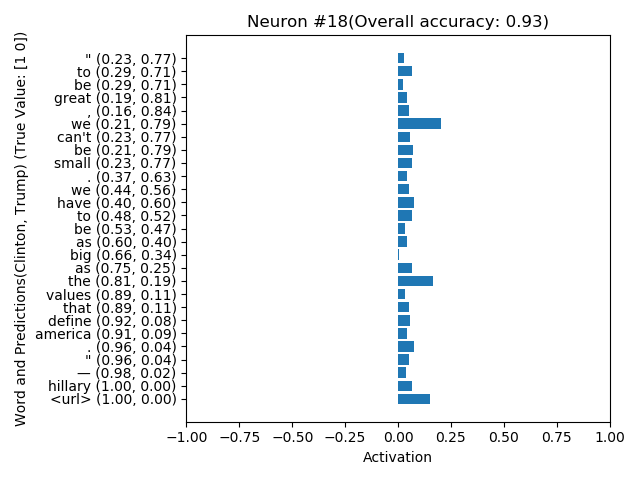 Neuron #18(Overall accuracy: 0.93)
Word and Predictions(Clinton, Trump) (True Value: [1 0])
" (0.23, 0.77)
to (0.29, 0.71)
be (0.29, 0.71)
great (0.19, 0.81)
, (0.16, 0.84)
we (0.21, 0.79)
can't (0.23, 0.77)
be (0.21, 0.79)
small (0.23, 0.77)
. (0.37, 0.63)
we (0.44, 0.56)
have (0.40, 0.60)
to (0.48, 0.52)
be (0.53, 0.47)
as (0.60, 0.40)
big (0.66, 0.34)
as (0.75, 0.25)
the (0.81, 0.19)
values (0.89, 0.11)
that (0.89, 0.11)
define (0.92, 0.08)
america (0.91, 0.09)
. (0.96, 0.04)
" (0.96, 0.04)
— (0.98, 0.02)
hillary (1.00, 0.00)
<url> (1.00, 0.00)
−1.00 −0.75 −0.50 −0.25 0.00 0.25 0.50 0.75 1.00
Activation